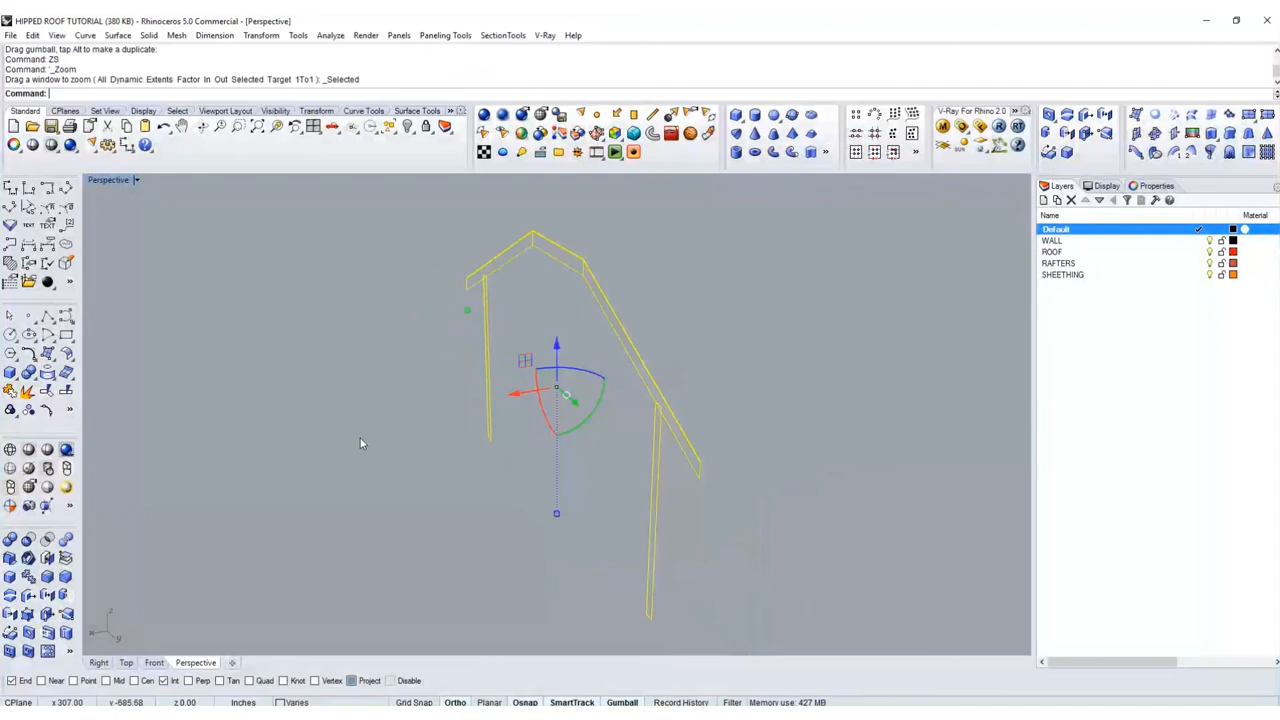 HIPPED ROOF TUTORIAL (380 KB) - Rhinoceros 5.0 Commercial - [Perspective]
File Edit View Curve Surface Solid Mesh Dimension Transform Tools Analyze Render Panels Paneling Tools SectionTools V-Ray Help
Drag gumball, tap Alt to make a duplicate:
Command: ZS
Command: '_Zoom
Drag a window to zoom ( All Dynamic Extents Factor In Out Selected Target 1To1 ): _Selected
Command:
Standard CPlanes Set View Display Select Viewport Layout Visibility Transform Curve Tools Surface Tools
V-Ray For Rhino 2.0
Perspective
Layers Display Properties
Name Material
Default
WALL
ROOF
RAFTERS
SHEETHING
z
x y
Right Top Front Perspective
End Near Point Mid Cen Int Perp Tan Quad Knot Vertex Project Disable
CPlane x 307.00 y -685.58 z 0.00 Inches Varies Grid Snap Ortho Planar Osnap SmartTrack Gumball Record History Filter Memory use: 427 MB